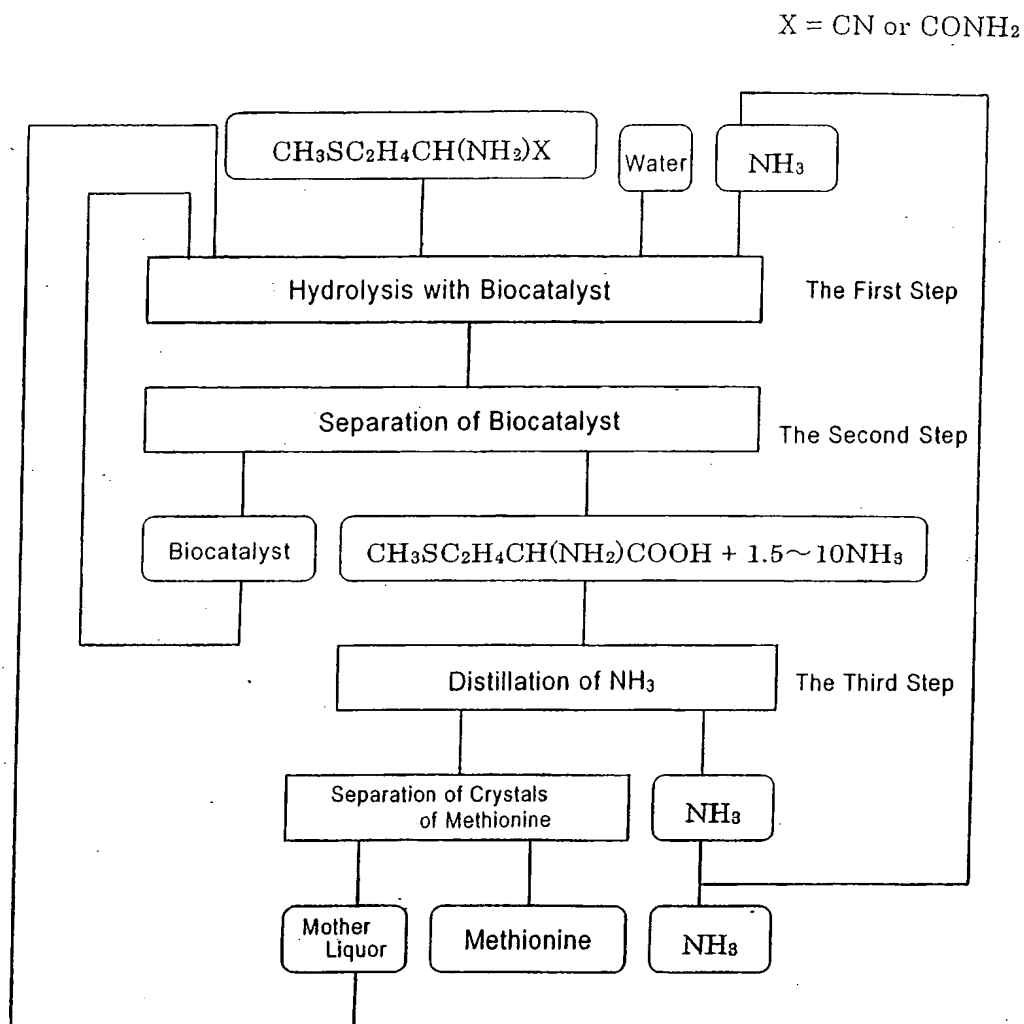 X = CN or CONH₂
CH₃SC₂H₄CH(NH₂)X
Water
NH₃
Hydrolysis with Biocatalyst
The First Step
Separation of Biocatalyst
The Second Step
Biocatalyst
CH₃SC₂H₄CH(NH₂)COOH + 1.5～10NH₃
Distillation of NH₃
The Third Step
Separation of Crystals
of Methionine
NH₃
Mother
Liquor
Methionine
NH₃